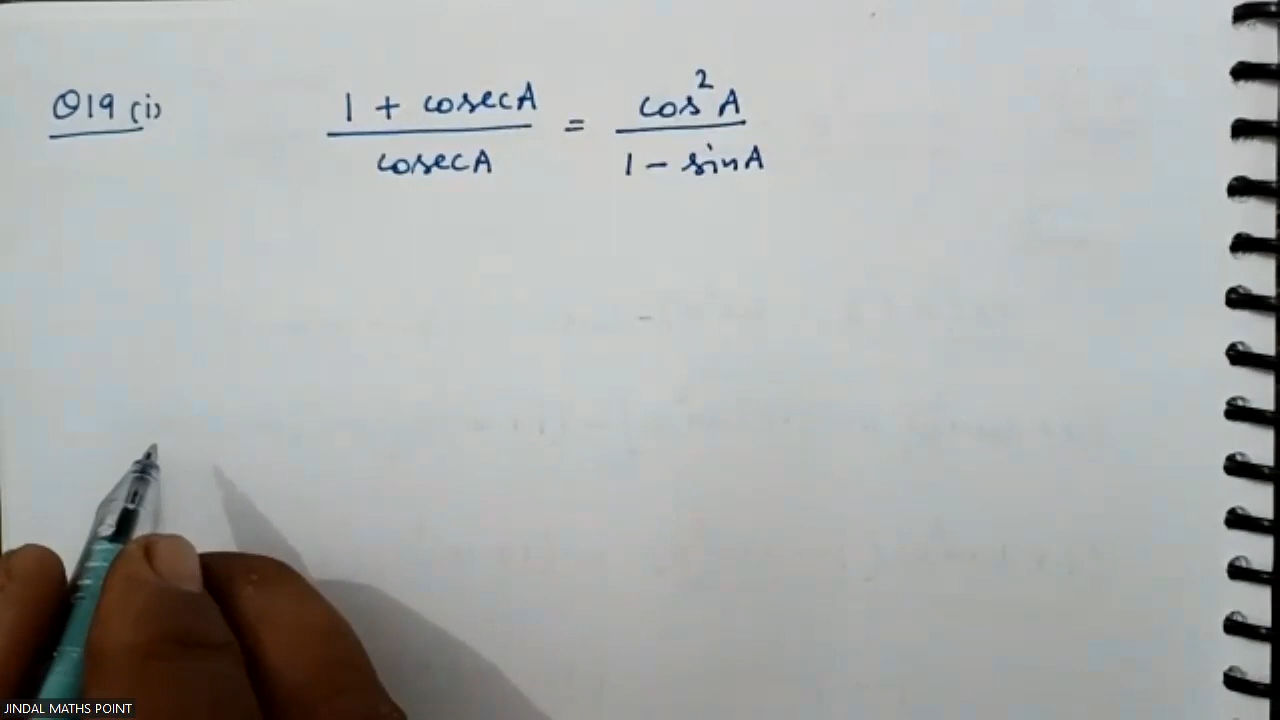 Q19 (i) 1 + cosecA / cosecA = cos²A / 1 - sinA
JINDAL MATHS POINT